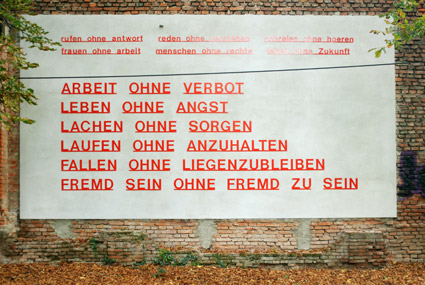 rufen ohne antwort reden ohne ohne hoeren
frauen ohne arbeit menschen ohne rechte ohne Zukunft
ARBEIT OHNE VERBOT
LEBEN OHNE ANGST
LACHEN OHNE SORGEN
LAUFEN OHNE ANZUHALTEN
FALLEN OHNE LIEGENZUBLEIBEN
FREMD SEIN OHNE FREMD ZU SEIN